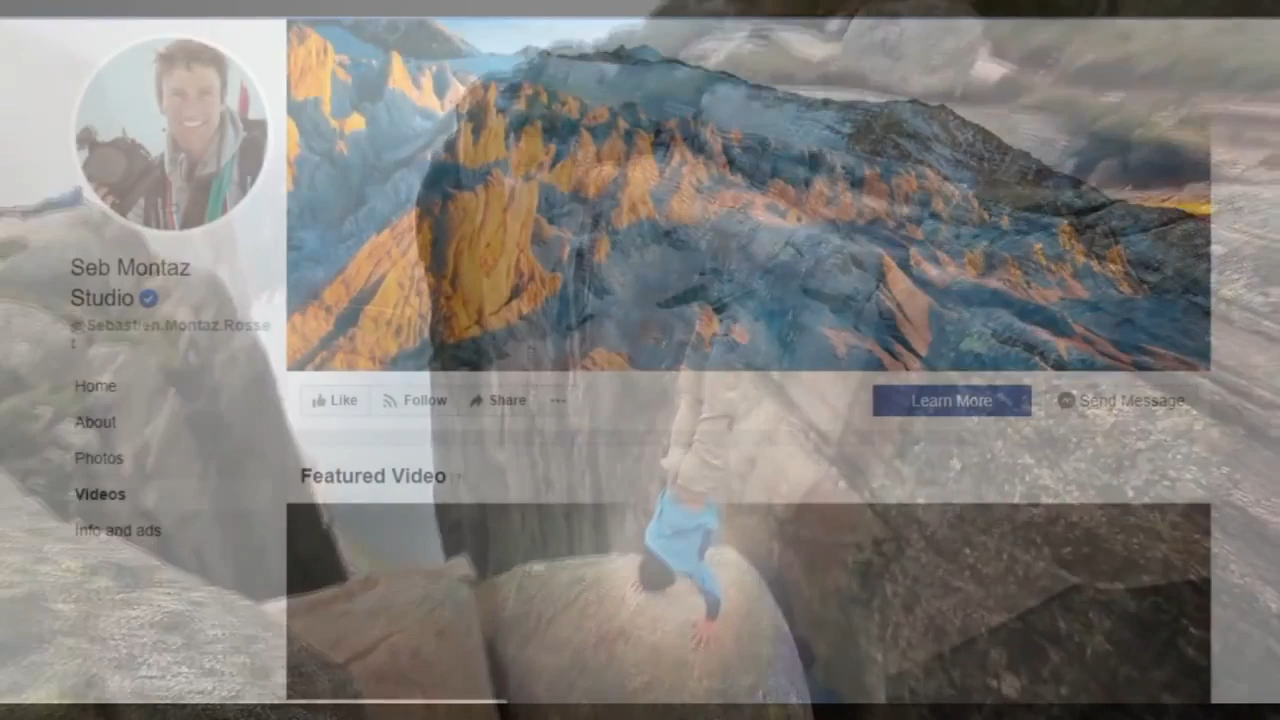 Seb Montaz
Studio
@Sebastien.Montaz.Rosse
t
Home
About
Photos
Videos
Info and ads
Like
Follow
Share
Learn More
Send Message
Featured Video